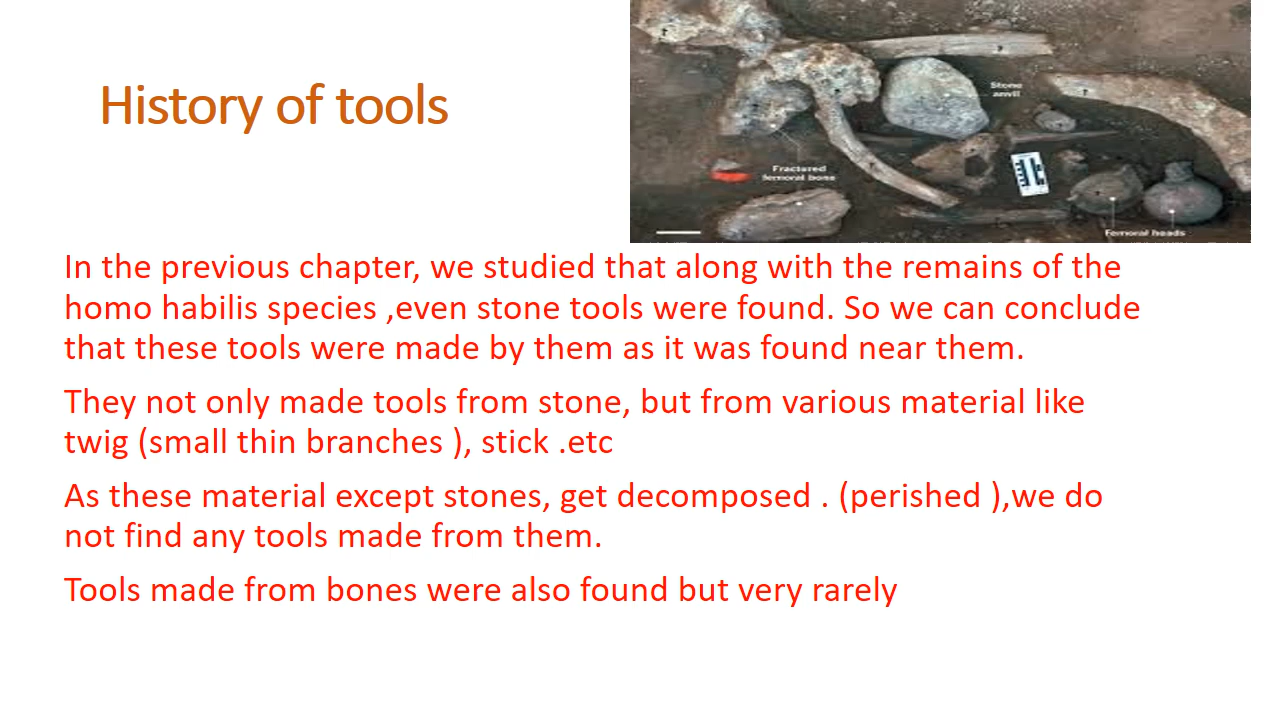 History of tools
Stone
anvil
Fractured
femoral bone
Femoral heads
In the previous chapter, we studied that along with the remains of the
homo habilis species ,even stone tools were found. So we can conclude
that these tools were made by them as it was found near them.
They not only made tools from stone, but from various material like
twig (small thin branches ), stick .etc
As these material except stones, get decomposed . (perished ),we do
not find any tools made from them.
Tools made from bones were also found but very rarely